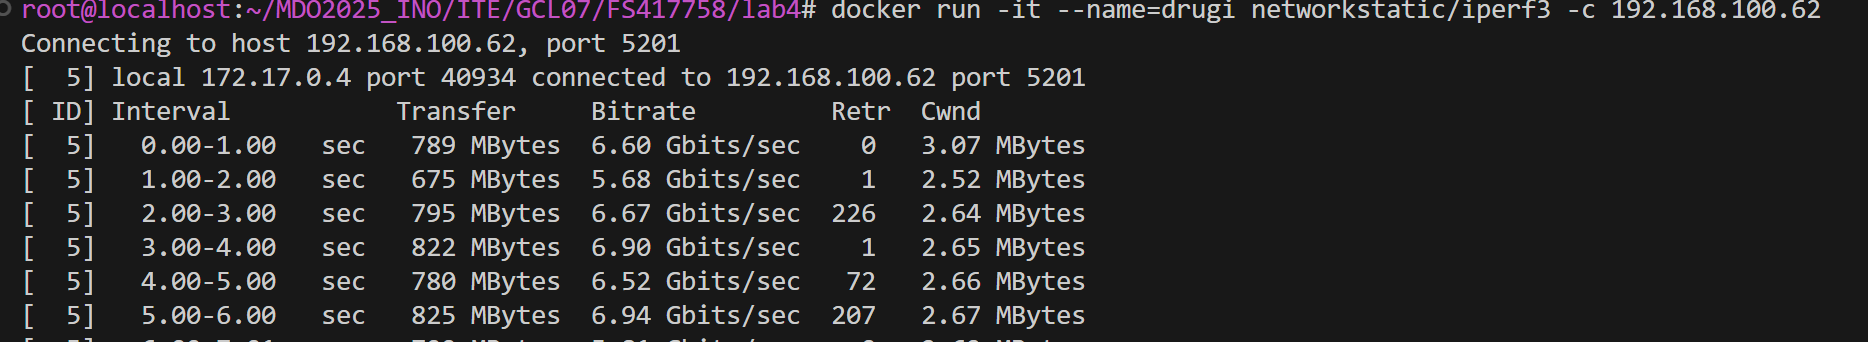 root@localhost:~/MDO2025_INO/ITE/GCL07/FS417758/lab4# docker run -it --name=drugi networkstatic/iperf3 -c 192.168.100.62
Connecting to host 192.168.100.62, port 5201
[  5] local 172.17.0.4 port 40934 connected to 192.168.100.62 port 5201
[ ID] Interval           Transfer     Bitrate         Retr  Cwnd
[  5]   0.00-1.00   sec   789 MBytes  6.60 Gbits/sec    0   3.07 MBytes
[  5]   1.00-2.00   sec   675 MBytes  5.68 Gbits/sec    1   2.52 MBytes
[  5]   2.00-3.00   sec   795 MBytes  6.67 Gbits/sec  226   2.64 MBytes
[  5]   3.00-4.00   sec   822 MBytes  6.90 Gbits/sec    1   2.65 MBytes
[  5]   4.00-5.00   sec   780 MBytes  6.52 Gbits/sec   72   2.66 MBytes
[  5]   5.00-6.00   sec   825 MBytes  6.94 Gbits/sec  207   2.67 MBytes